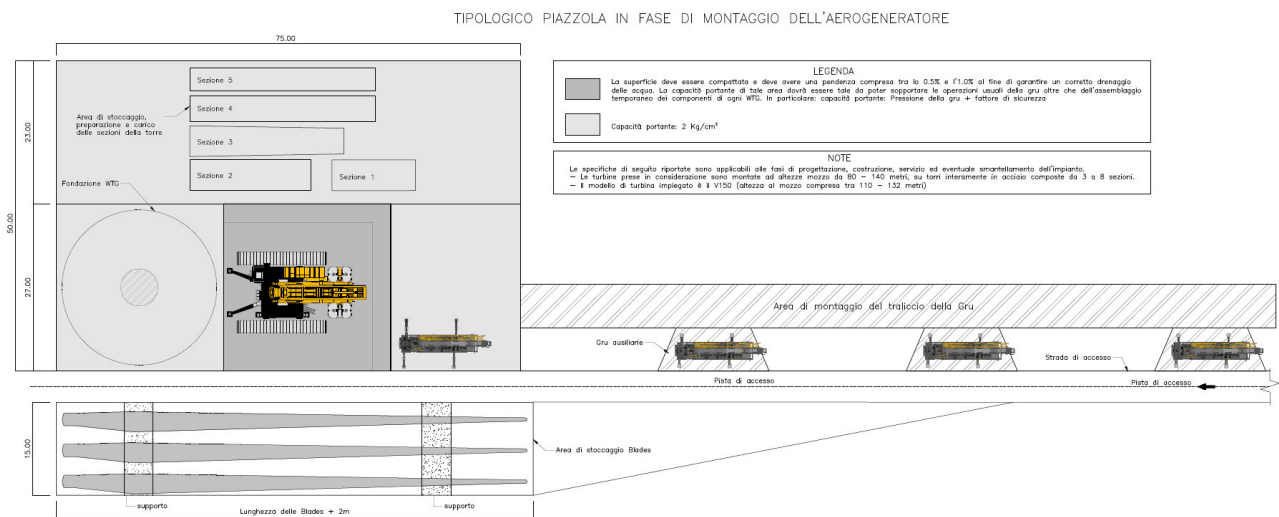 TIPOLOGICO PIAZZOLA IN FASE DI MONTAGGIO DELL'AEROGENERATORE
75.00
LEGENDA
La superficie deve essere compattata e deve avere una pendenza compresa tra lo 0.5% e l'1.0% al fine di garantire un corretto drenaggio
delle acqua. La capacità portante di tale area dovrà essere tale da poter sopportare le operazioni usuali della gru oltre che dell'assemblaggio
temporaneo dei componenti di ogni WTG. In particolare: capacità portante: Pressione della gru + fattore di sicurezza
Capacità portante: 2 Kg/cm²
NOTE
Le specifiche di seguito riportate sono applicabili alle fasi di progettazione, costruzione, servizio ed eventuale smantellamento dell'impianto.
– Le turbine prese in considerazione sono montate ad altezze mozzo da 80 – 140 metri, su torri interamente in acciaio composte da 3 a 8 sezioni.
– Il modello di turbina impiegato è il V150 (altezza al mozzo compresa tra 110 – 132 metri)
Sezione 5
Sezione 4
Sezione 3
Sezione 2
Sezione 1
Area di stoccaggio,
preparazione e carico
delle sezioni della torre
Fondazione WTG
23.00
50.00
27.00
Area di montaggio del traliccio della Gru
Gru ausiliarie
Strada di accesso
Pista di accesso
Pista di accesso
15.00
Area di stoccaggio Blades
supporto
supporto
Lunghezza delle Blades + 2m